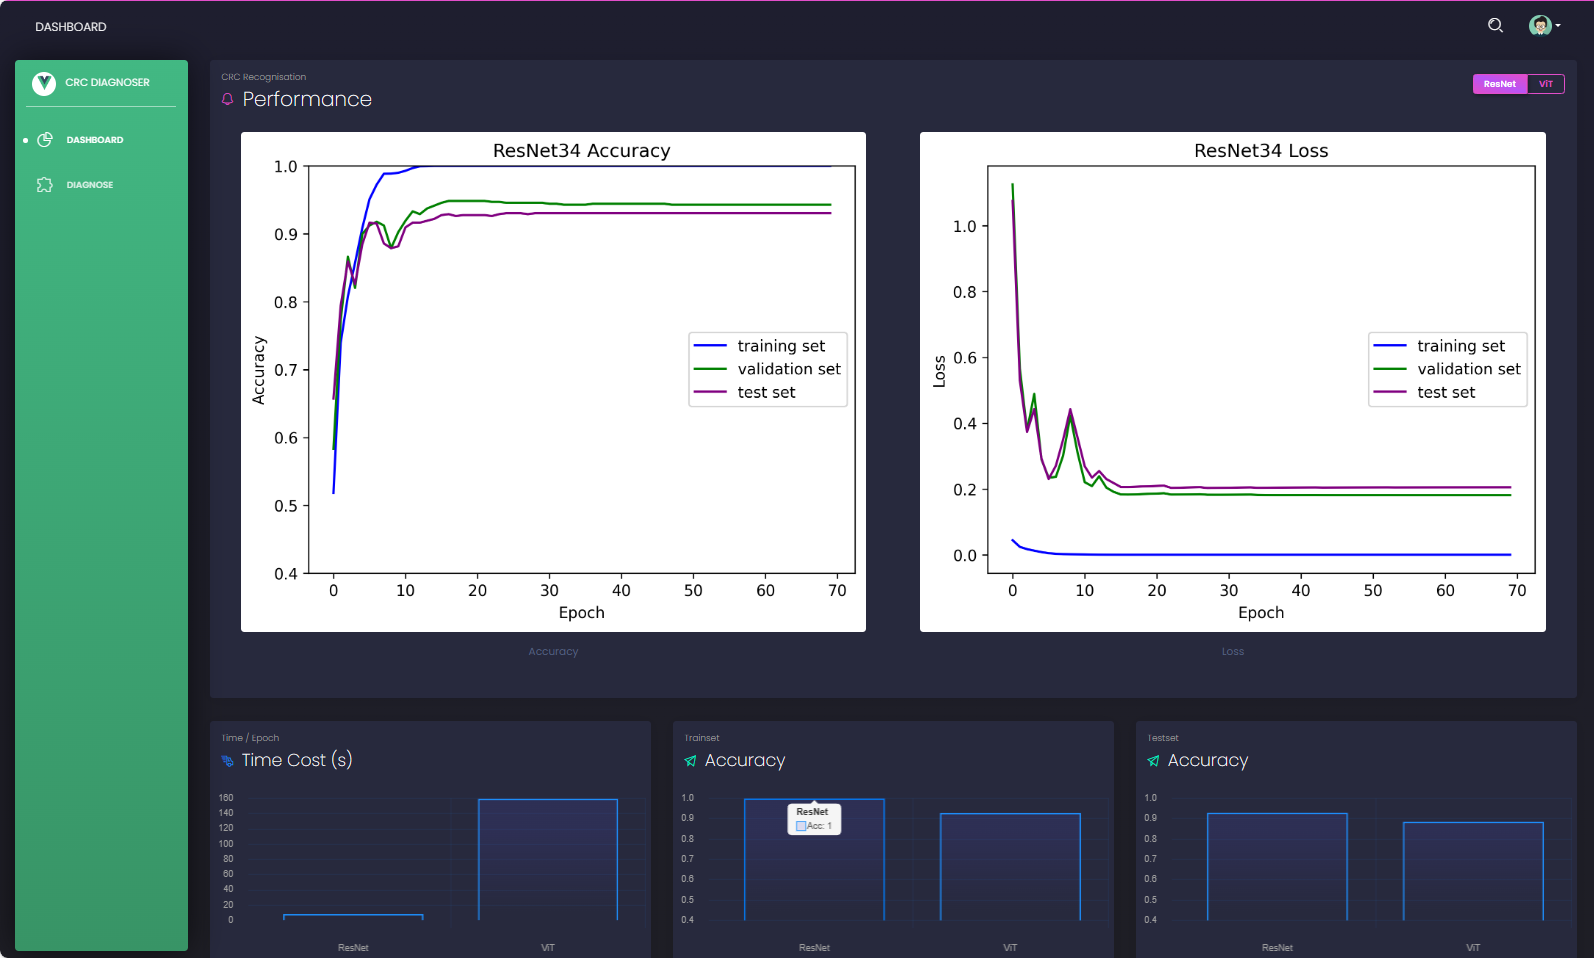 DASHBOARD
CRC DIAGNOSER
DASHBOARD
DIAGNOSE
CRC Recognisation
Performance
ResNet
ViT
ResNet34 Accuracy
1.0
0.9
0.8
0.7
0.6
0.5
0.4
Accuracy
training set
validation set
test set
0 10 20 30 40 50 60 70
Epoch
Accuracy
ResNet34 Loss
1.0
0.8
0.6
0.4
0.2
0.0
Loss
training set
validation set
test set
0 10 20 30 40 50 60 70
Epoch
Loss
Time / Epoch
Time Cost (s)
160
140
120
100
80
60
40
20
0
ResNet ViT
Trainset
Accuracy
1.0
0.9
0.8
0.7
0.6
0.5
0.4
ResNet
Acc: 1
ResNet ViT
Testset
Accuracy
1.0
0.9
0.8
0.7
0.6
0.5
0.4
ResNet ViT